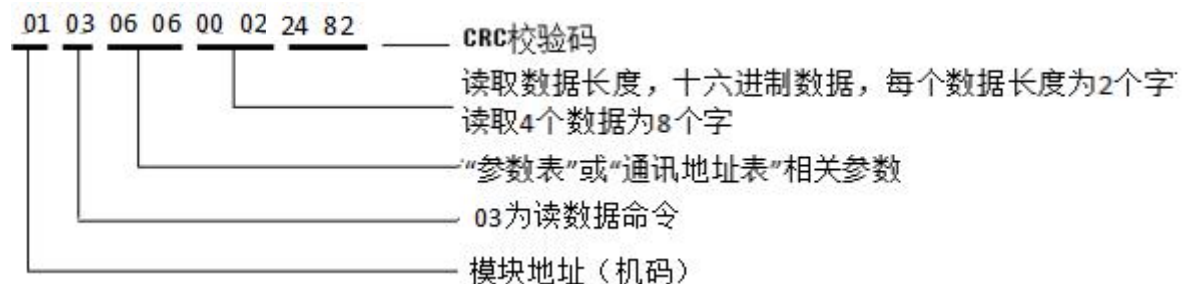 01 03 06 06 00 02 24 82
CRC校验码
读取数据长度，十六进制数据，每个数据长度为2个字
读取4个数据为8个字
“参数表”或“通讯地址表”相关参数
03为读数据命令
模块地址（机码）